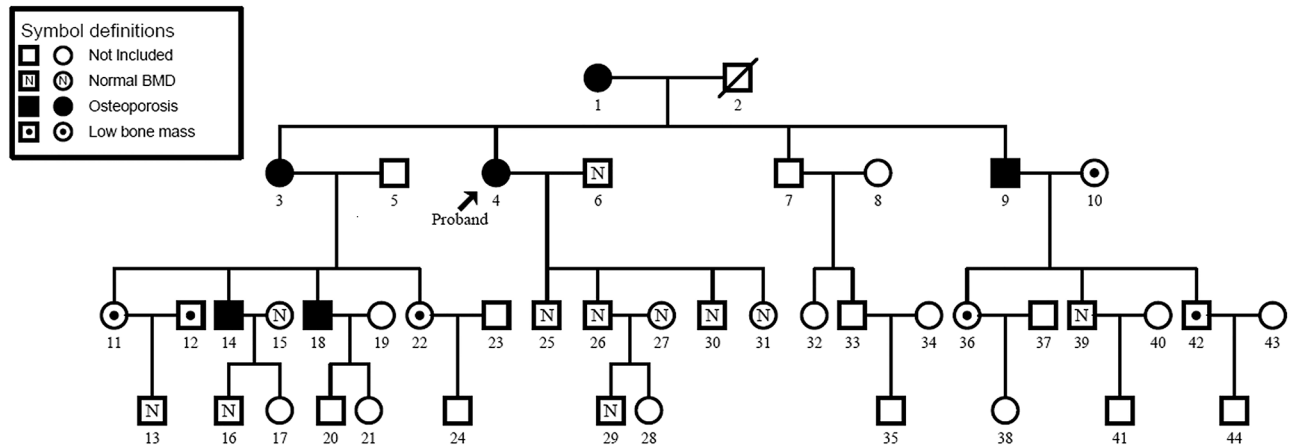 Symbol definitions
Not Included
N N Normal BMD
Osteoporosis
Low bone mass
1 2
N
3 5 4 6 7 8 9 10
Proband
N N N N N N N
11 12 14 15 18 19 22 23 25 26 27 30 31 32 33 34 36 37 39 40 42 43
N N N
13 16 17 20 21 24 29 28 35 38 41 44